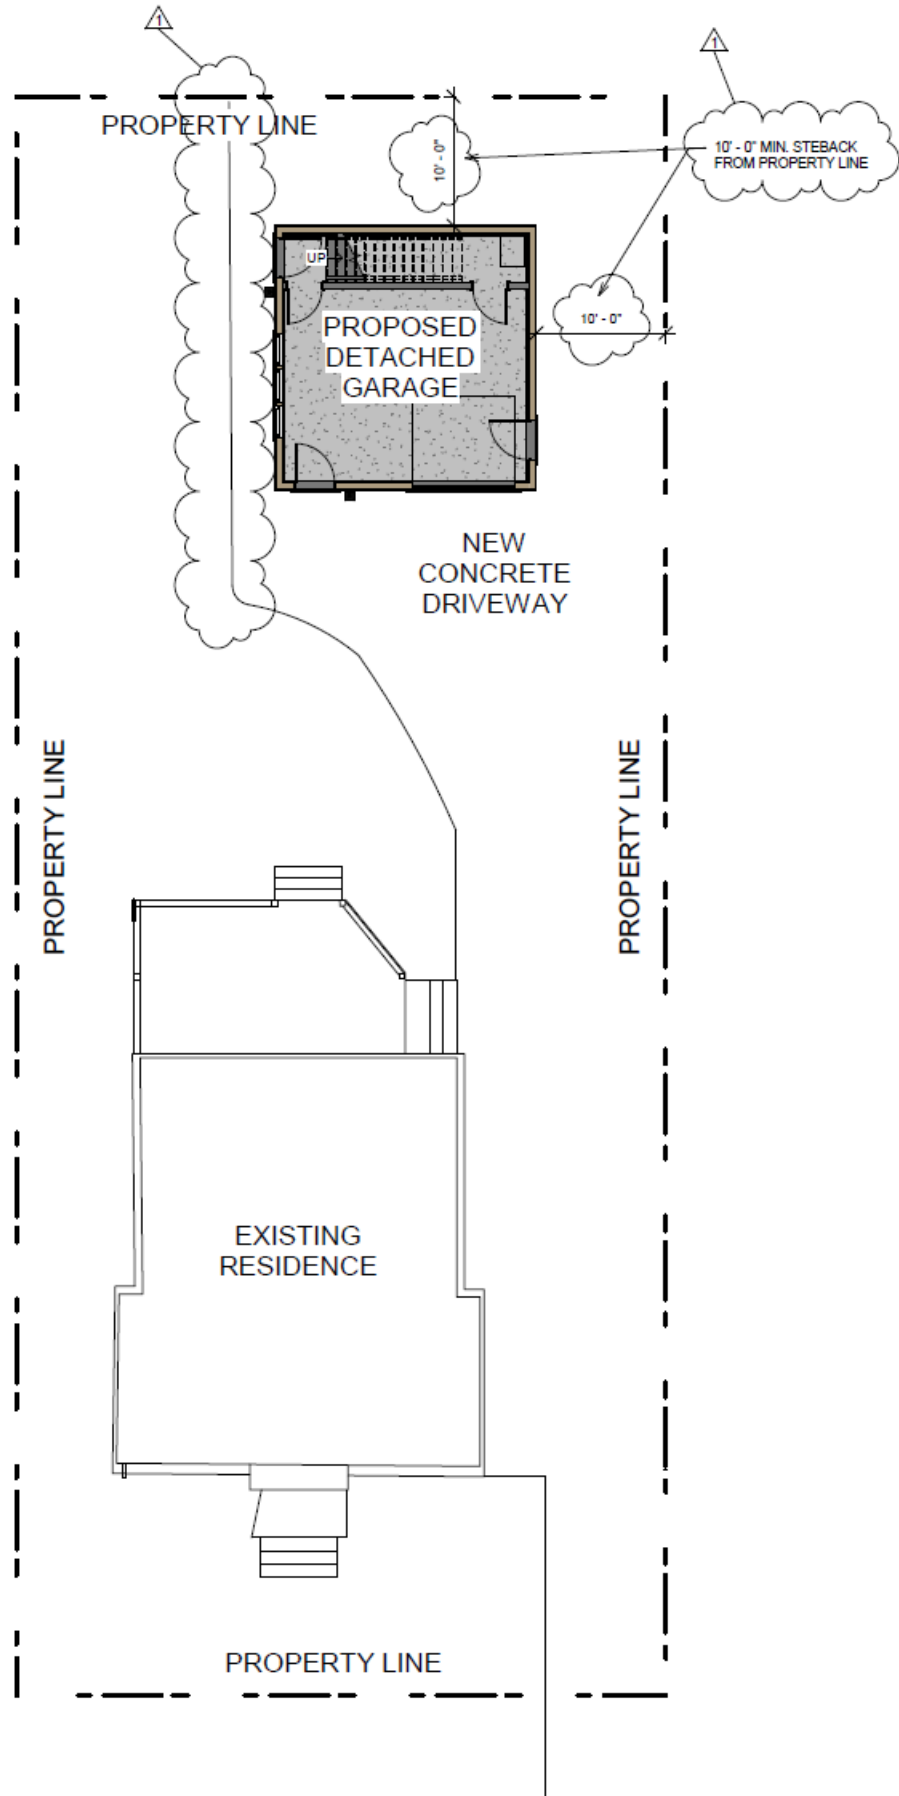 1
1
PROPERTY LINE
10' - 0"
10' - 0" MIN. STEBACK
FROM PROPERTY LINE
UP
10' - 0"
PROPOSED
DETACHED
GARAGE
NEW
CONCRETE
DRIVEWAY
PROPERTY LINE
PROPERTY LINE
EXISTING
RESIDENCE
PROPERTY LINE